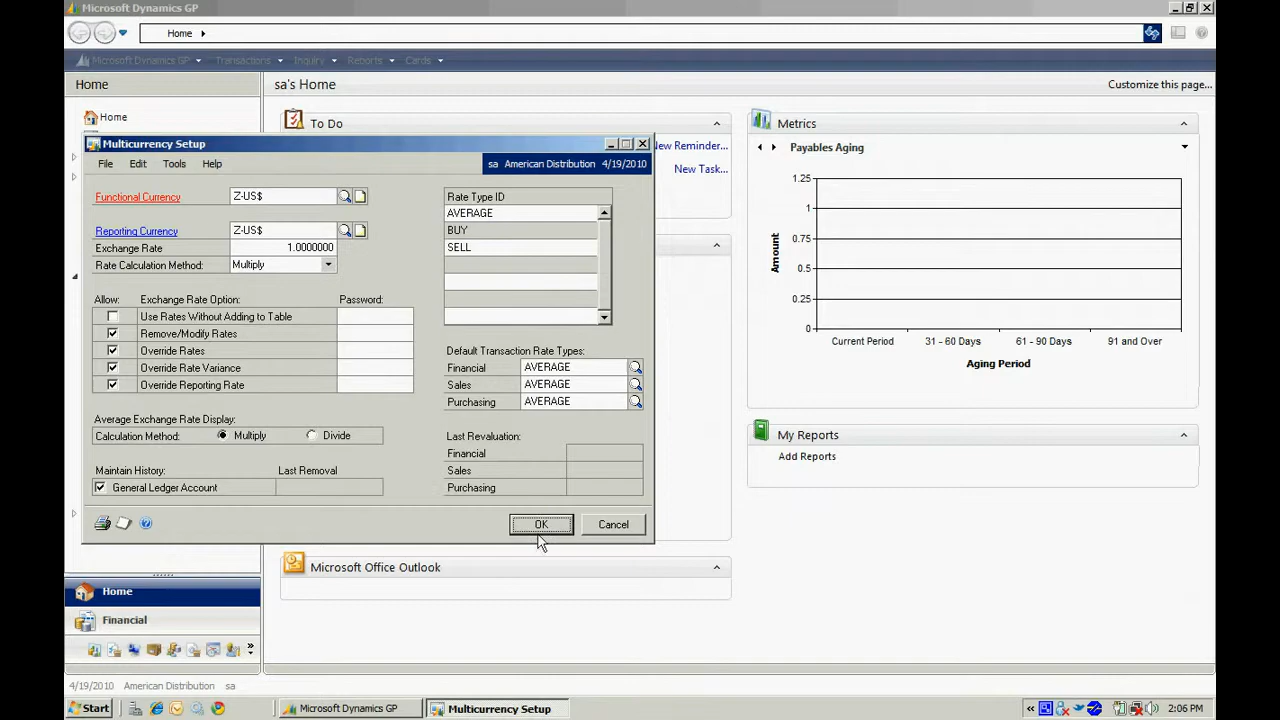 Microsoft Dynamics GP
Home
Microsoft Dynamics GP Transactions Inquiry Reports Cards
Home
sa's Home
Customize this page...
Home
To Do
New Reminder...
New Task...
Metrics
Payables Aging
1.25
1
0.75
0.5
0.25
0
Amount
Current Period
31 - 60 Days
61 - 90 Days
91 and Over
Aging Period
My Reports
Add Reports
Multicurrency Setup
File Edit Tools Help
sa American Distribution 4/19/2010
Functional Currency Z-US$
Reporting Currency Z-US$
Exchange Rate 1.0000000
Rate Calculation Method: Multiply
Rate Type ID
AVERAGE
BUY
SELL
Allow: Exchange Rate Option: Password:
Use Rates Without Adding to Table
Remove/Modify Rates
Override Rates
Override Rate Variance
Override Reporting Rate
Default Transaction Rate Types:
Financial AVERAGE
Sales AVERAGE
Purchasing AVERAGE
Average Exchange Rate Display:
Calculation Method: Multiply Divide
Last Revaluation:
Financial
Sales
Purchasing
Maintain History: Last Removal
General Ledger Account
OK Cancel
Microsoft Office Outlook
Home
Financial
4/19/2010 American Distribution sa
Start Microsoft Dynamics GP Multicurrency Setup 2:06 PM